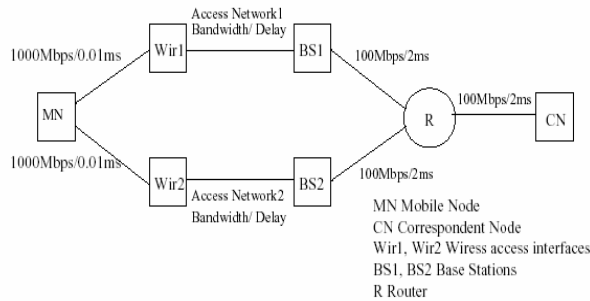 Access Network1
Bandwidth/ Delay
1000Mbps/0.01ms
Wir1
BS1
100Mbps/2ms
100Mbps/2ms
MN
R
CN
1000Mbps/0.01ms
Wir2
BS2
100Mbps/2ms
Access Network2
Bandwidth/ Delay
MN Mobile Node
CN Correspondent Node
Wir1, Wir2 Wiress access interfaces
BS1, BS2 Base Stations
R Router